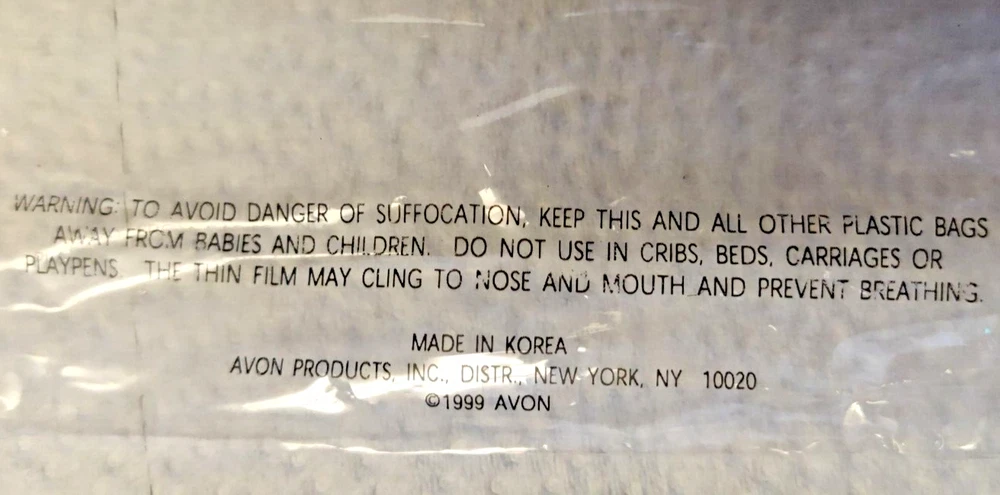 WARNING: TO AVOID DANGER OF SUFFOCATION, KEEP THIS AND ALL OTHER PLASTIC BAGS
AWAY FROM BABIES AND CHILDREN. DO NOT USE IN CRIBS, BEDS, CARRIAGES OR
PLAYPENS. THE THIN FILM MAY CLING TO NOSE AND MOUTH AND PREVENT BREATHING.
MADE IN KOREA
AVON PRODUCTS, INC., DISTR., NEW YORK, NY 10020
©1999 AVON